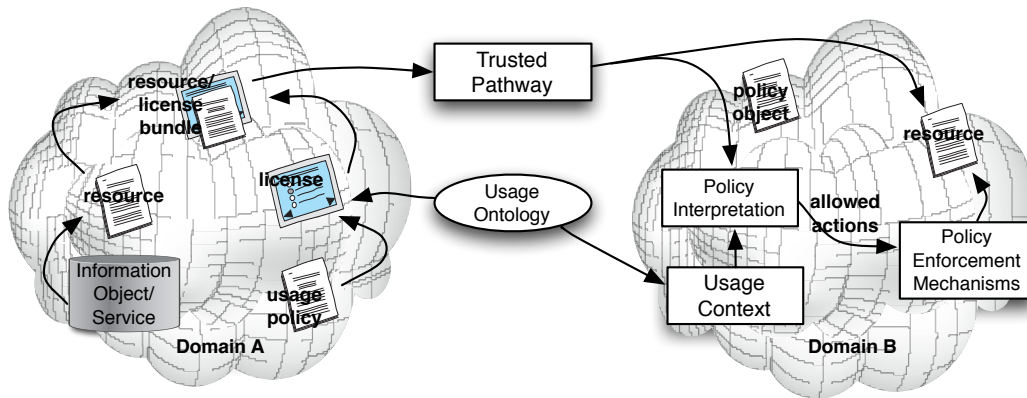 resource/
license
bundle
resource
license
Information
Object/
Service
usage
policy
Domain A
Trusted
Pathway
Usage
Ontology
policy
object
resource
Policy
Interpretation
allowed
actions
Policy
Enforcement
Mechanisms
Usage
Context
Domain B